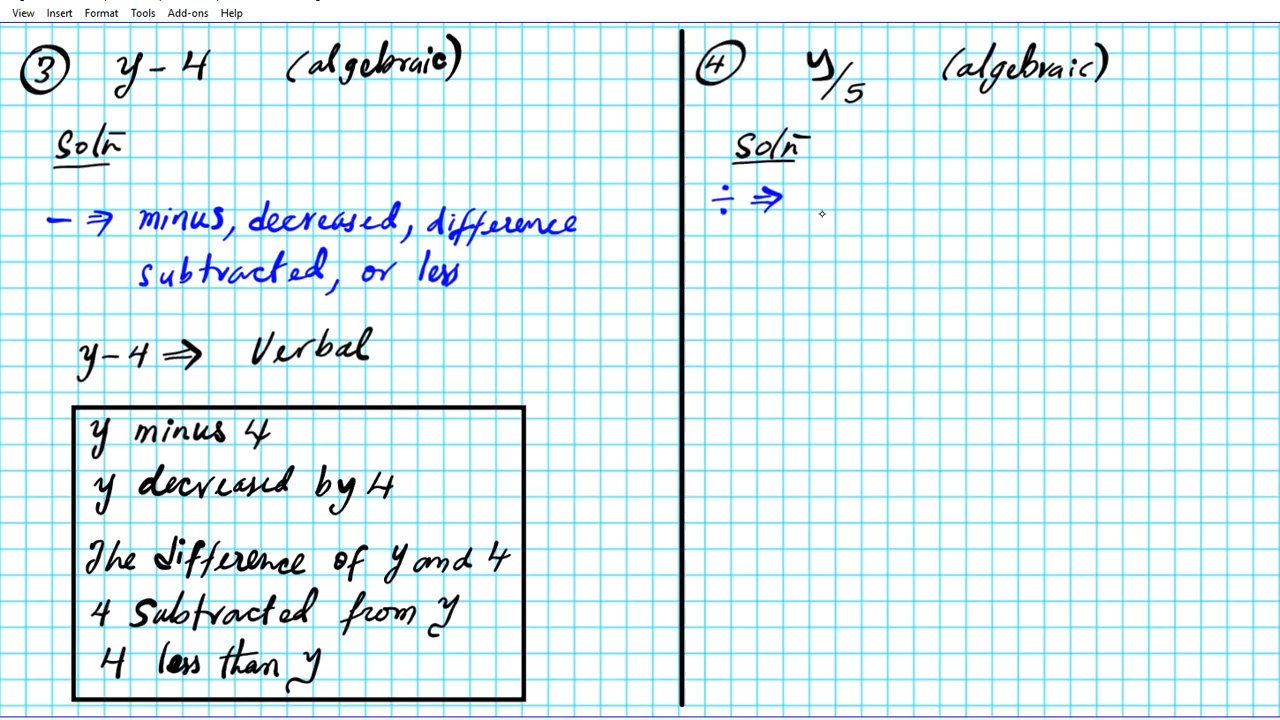 View Insert Format Tools Add-ons Help
③ y - 4 (algebraic)
Soln̄
- ⇒ minus, decreased, difference
subtracted, or less
y - 4 ⇒ Verbal
y minus 4
y decreased by 4
The difference of y and 4
4 Subtracted from y
4 less than y
④ y/5 (algebraic)
Soln̄
÷ ⇒